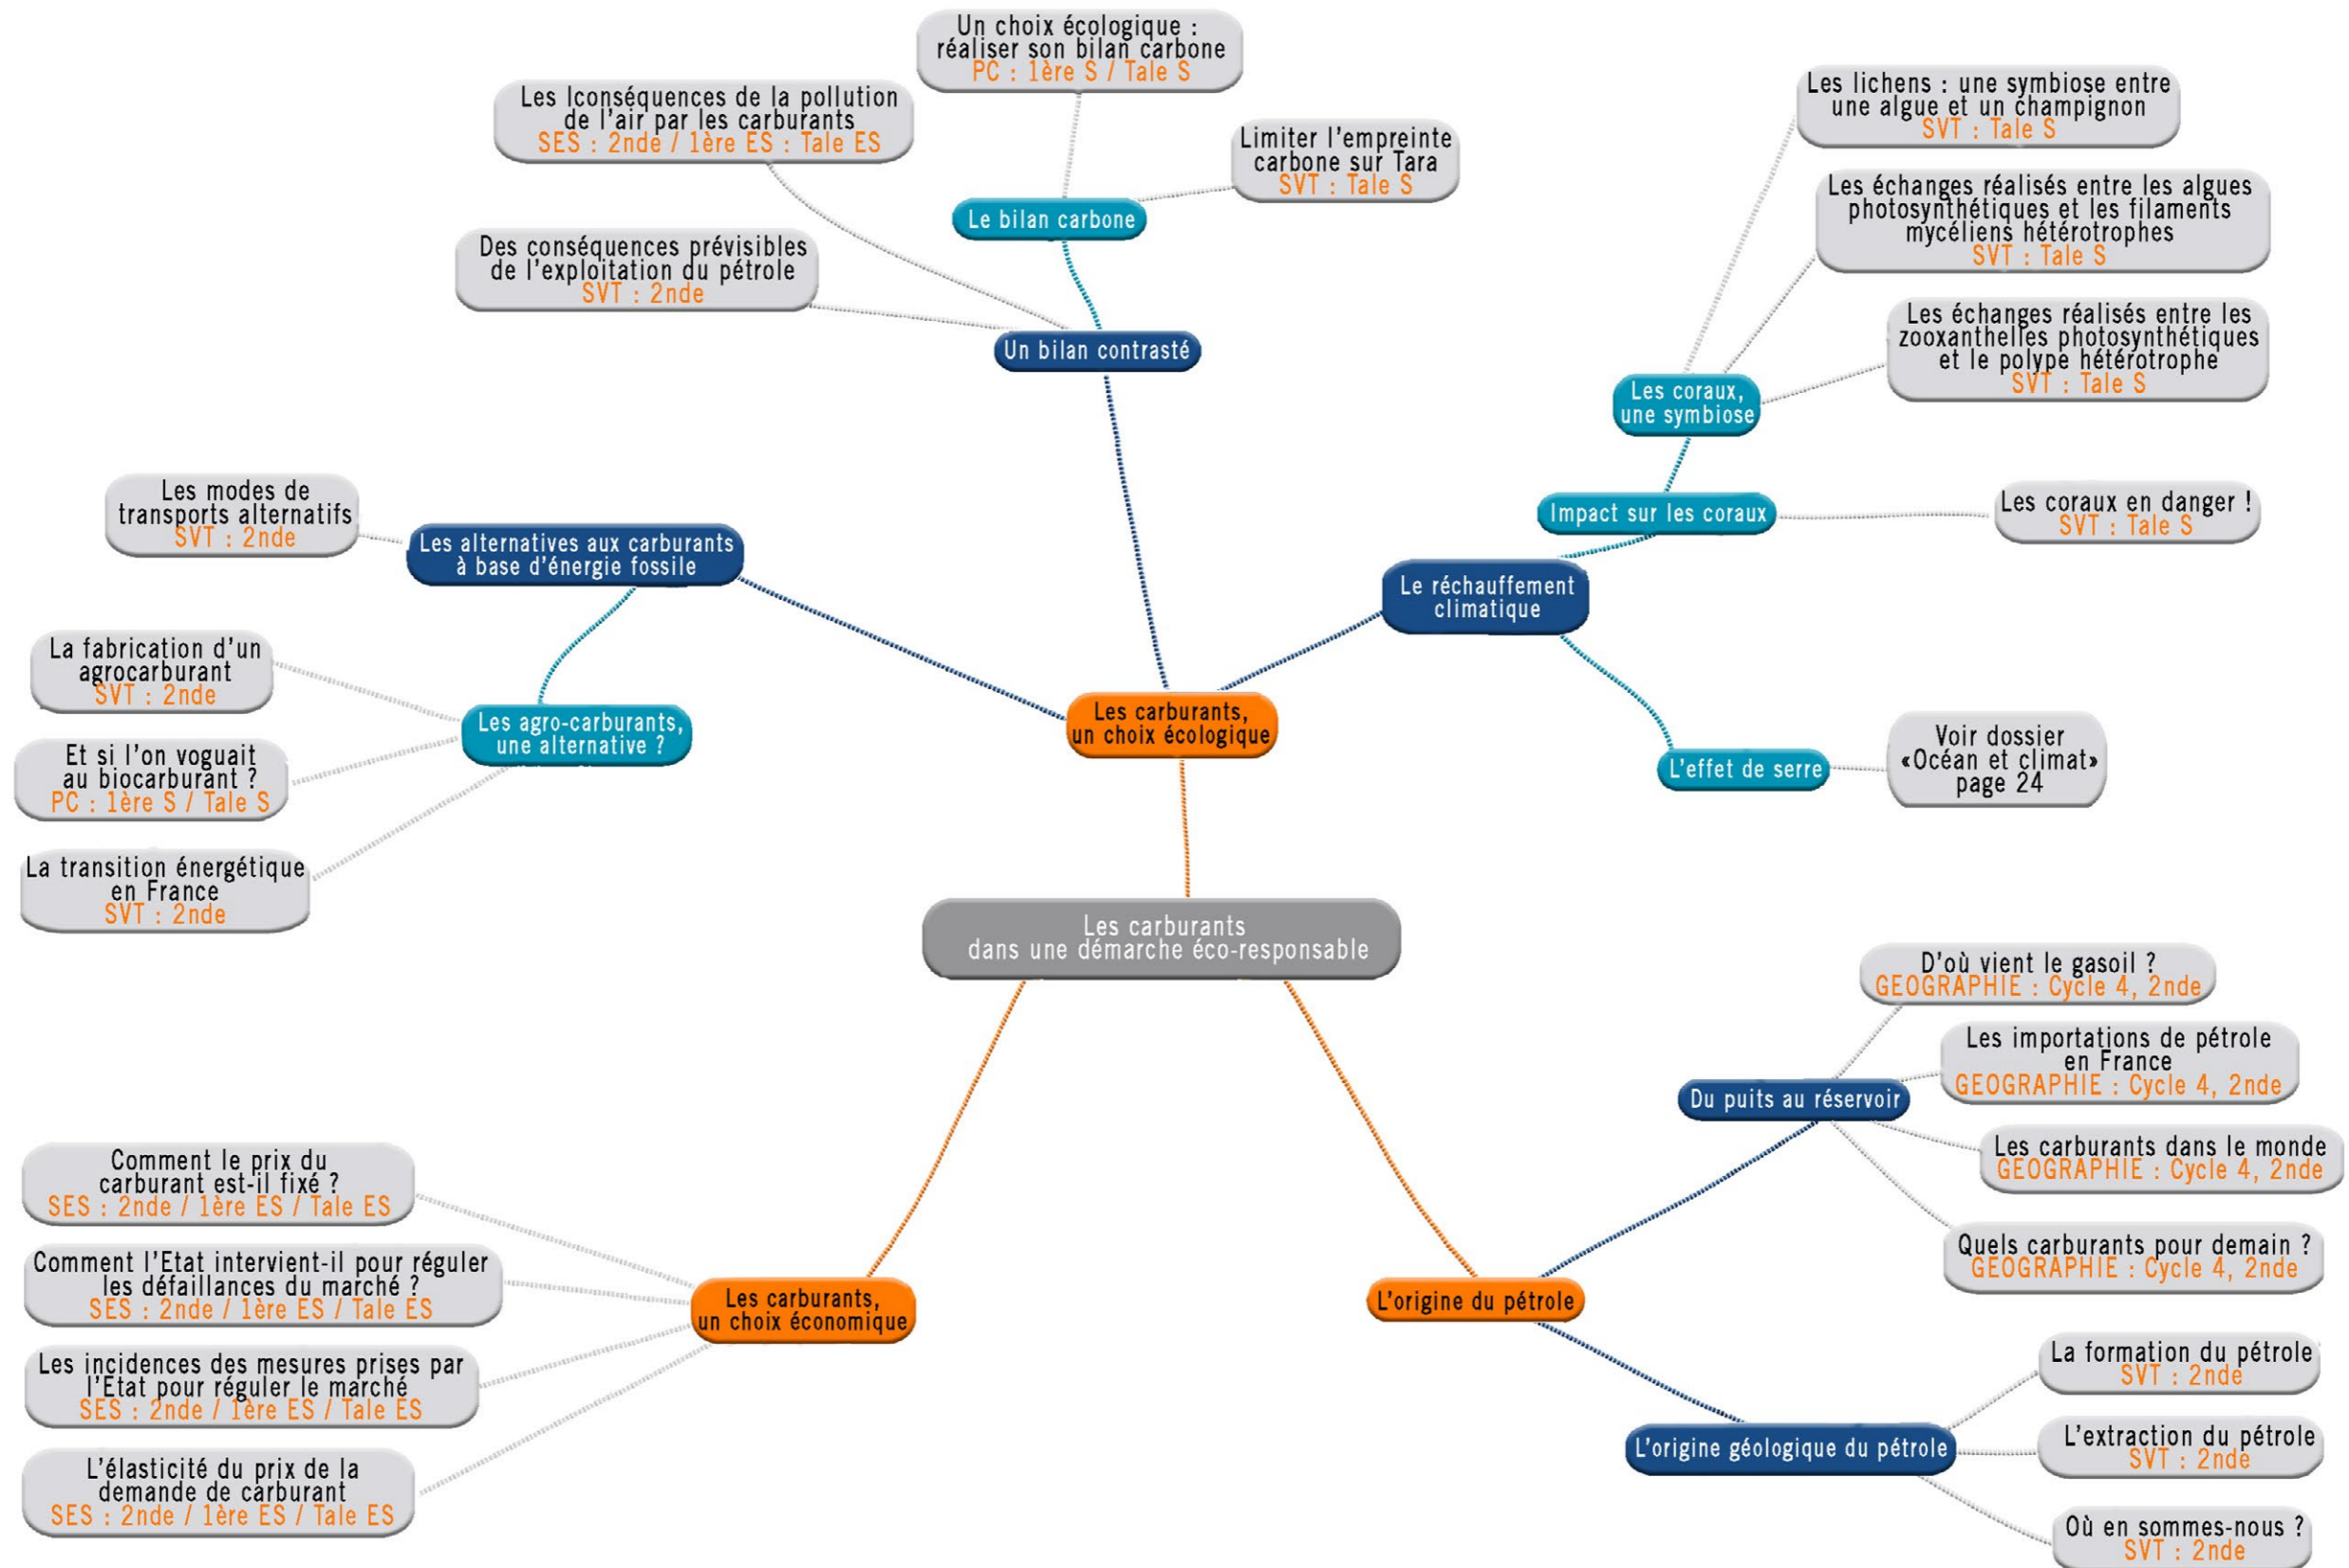 Un choix écologique :
réaliser son bilan carbone
PC : 1ère S / Tale S
Les lconséquences de la pollution
de l'air par les carburants
SES : 2nde / 1ère ES : Tale ES
Limiter l'empreinte
carbone sur Tara
SVT : Tale S
Le bilan carbone
Des conséquences prévisibles
de l'exploitation du pétrole
SVT : 2nde
Un bilan contrasté
Les lichens : une symbiose entre
une algue et un champignon
SVT : Tale S
Les échanges réalisés entre les algues
photosynthétiques et les filaments
mycéliens hétérotrophes
SVT : Tale S
Les échanges réalisés entre les
zooxanthelles photosynthétiques
et le polype hétérotrophe
SVT : Tale S
Les coraux,
une symbiose
Impact sur les coraux
Les coraux en danger !
SVT : Tale S
Le réchauffement
climatique
L'effet de serre
Voir dossier
«Océan et climat»
page 24
Les modes de
transports alternatifs
SVT : 2nde
Les alternatives aux carburants
à base d'énergie fossile
La fabrication d'un
agrocarburant
SVT : 2nde
Les agro-carburants,
une alternative ?
Et si l'on voguait
au biocarburant ?
PC : 1ère S / Tale S
La transition énergétique
en France
SVT : 2nde
Les carburants,
un choix écologique
Les carburants
dans une démarche éco-responsable
D'où vient le gasoil ?
GEOGRAPHIE : Cycle 4, 2nde
Les importations de pétrole
en France
GEOGRAPHIE : Cycle 4, 2nde
Du puits au réservoir
Les carburants dans le monde
GEOGRAPHIE : Cycle 4, 2nde
Quels carburants pour demain ?
GEOGRAPHIE : Cycle 4, 2nde
Comment le prix du
carburant est-il fixé ?
SES : 2nde / 1ère ES / Tale ES
Comment l'Etat intervient-il pour réguler
les défaillances du marché ?
SES : 2nde / 1ère ES / Tale ES
Les carburants,
un choix économique
Les incidences des mesures prises par
l'Etat pour réguler le marché
SES : 2nde / 1ère ES / Tale ES
L'élasticité du prix de la
demande de carburant
SES : 2nde / 1ère ES / Tale ES
L'origine du pétrole
La formation du pétrole
SVT : 2nde
L'origine géologique du pétrole
L'extraction du pétrole
SVT : 2nde
Où en sommes-nous ?
SVT : 2nde